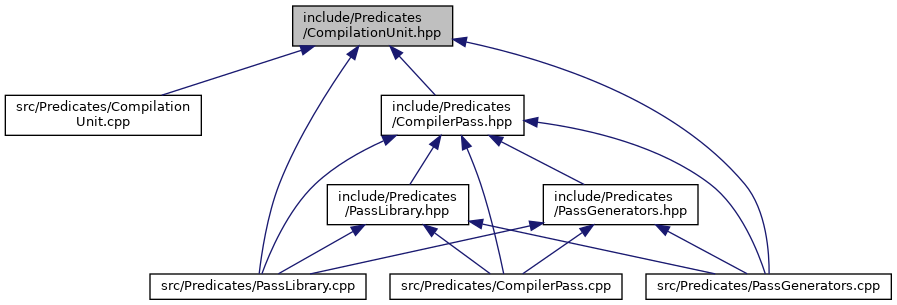 include/Predicates
/CompilationUnit.hpp
src/Predicates/Compilation
Unit.cpp
include/Predicates
/CompilerPass.hpp
include/Predicates
/PassLibrary.hpp
include/Predicates
/PassGenerators.hpp
src/Predicates/PassLibrary.cpp
src/Predicates/CompilerPass.cpp
src/Predicates/PassGenerators.cpp